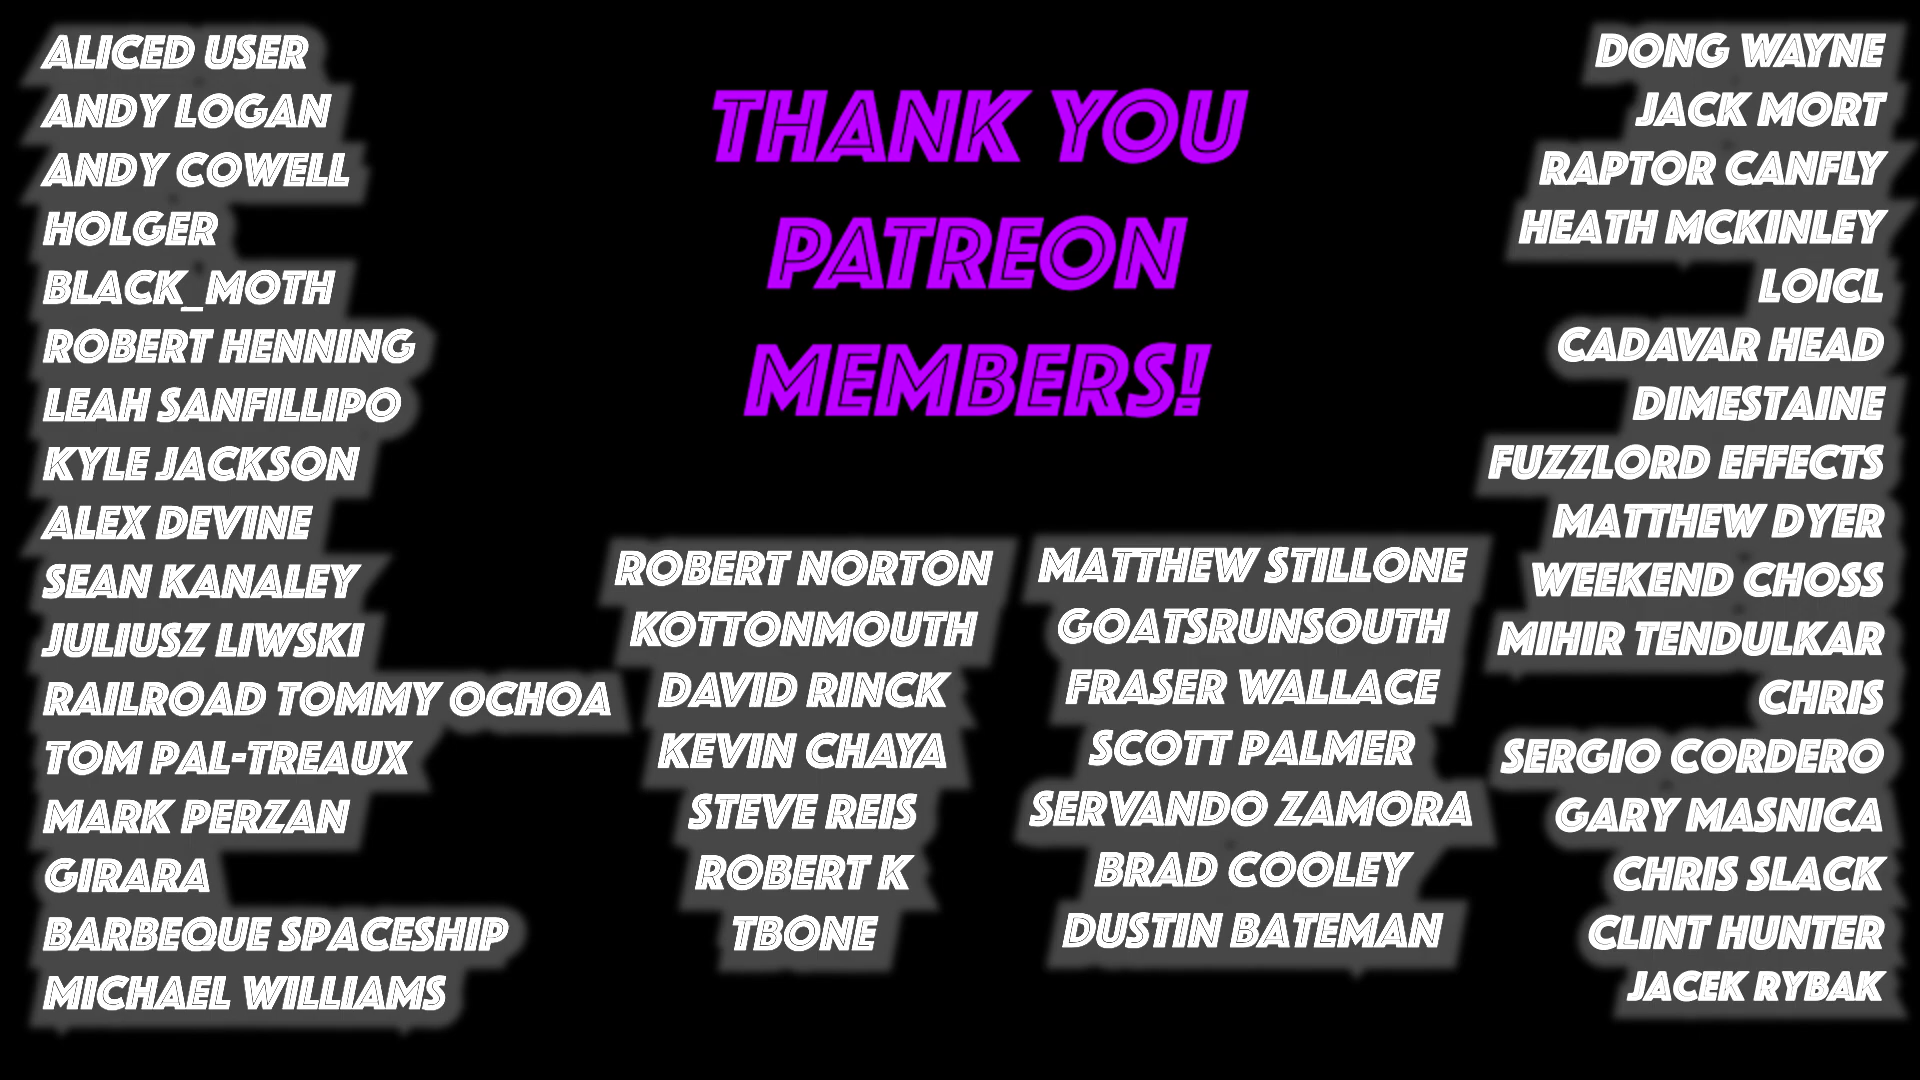 THANK YOU
PATREON
MEMBERS!
ALICED USER
ANDY LOGAN
ANDY COWELL
HOLGER
BLACK_MOTH
ROBERT HENNING
LEAH SANFILLIPO
KYLE JACKSON
ALEX DEVINE
SEAN KANALEY
JULIUSZ LIWSKI
RAILROAD TOMMY OCHOA
TOM PAL-TREAUX
MARK PERZAN
GIRARA
BARBEQUE SPACESHIP
MICHAEL WILLIAMS
ROBERT NORTON
KOTTONMOUTH
DAVID RINCK
KEVIN CHAYA
STEVE REIS
ROBERT K
TBONE
MATTHEW STILLONE
GOATSRUNSOUTH
FRASER WALLACE
SCOTT PALMER
SERVANDO ZAMORA
BRAD COOLEY
DUSTIN BATEMAN
DONG WAYNE
JACK MORT
RAPTOR CANFLY
HEATH MCKINLEY
LOICL
CADAVAR HEAD
DIMESTAINE
FUZZLORD EFFECTS
MATTHEW DYER
WEEKEND CHOSS
MIHIR TENDULKAR
CHRIS
SERGIO CORDERO
GARY MASNICA
CHRIS SLACK
CLINT HUNTER
JACEK RYBAK